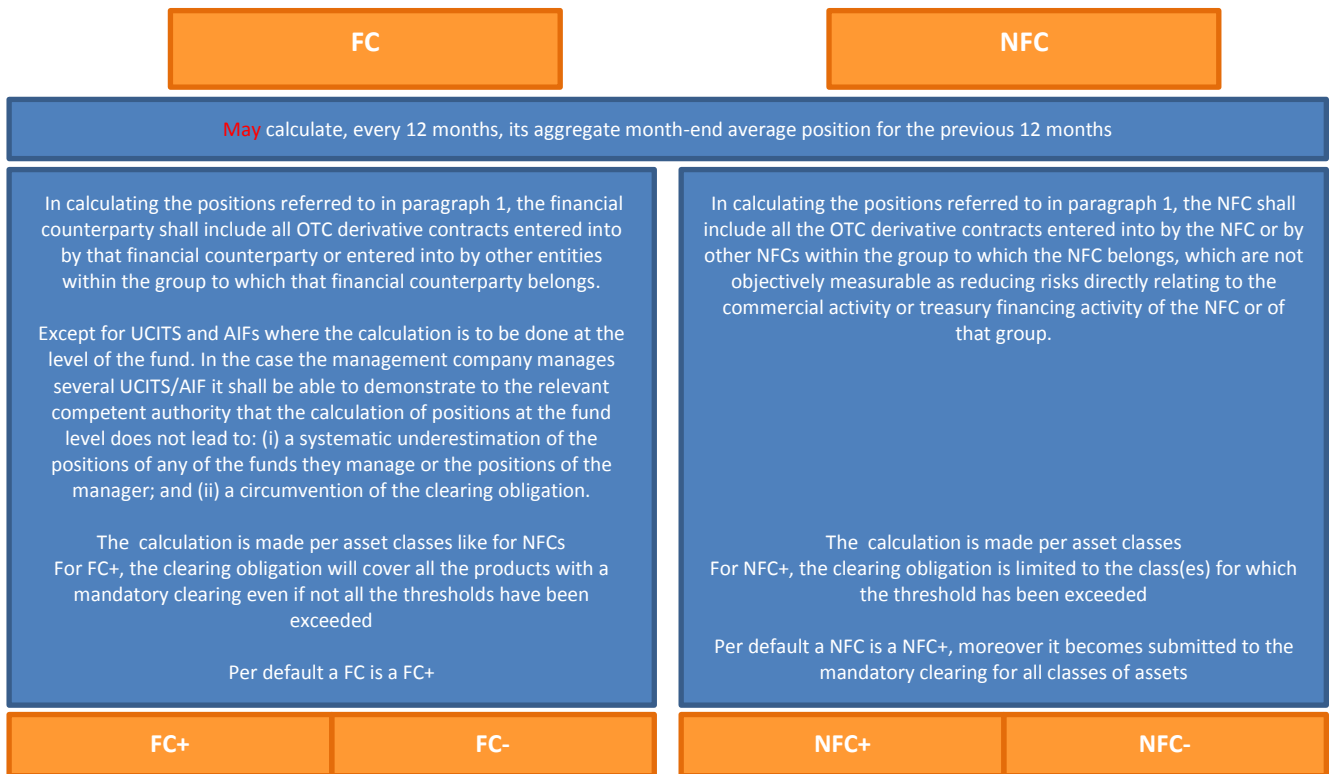 FC
NFC
May calculate, every 12 months, its aggregate month-end average position for the previous 12 months
In calculating the positions referred to in paragraph 1, the financial
counterparty shall include all OTC derivative contracts entered into
by that financial counterparty or entered into by other entities
within the group to which that financial counterparty belongs.
Except for UCITS and AIFs where the calculation is to be done at the
level of the fund. In the case the management company manages
several UCITS/AIF it shall be able to demonstrate to the relevant
competent authority that the calculation of positions at the fund
level does not lead to: (i) a systematic underestimation of the
positions of any of the funds they manage or the positions of the
manager; and (ii) a circumvention of the clearing obligation.
The calculation is made per asset classes like for NFCs
For FC+, the clearing obligation will cover all the products with a
mandatory clearing even if not all the thresholds have been
exceeded
Per default a FC is a FC+
In calculating the positions referred to in paragraph 1, the NFC shall
include all the OTC derivative contracts entered into by the NFC or by
other NFCs within the group to which the NFC belongs, which are not
objectively measurable as reducing risks directly relating to the
commercial activity or treasury financing activity of the NFC or of
that group.
The calculation is made per asset classes
For NFC+, the clearing obligation is limited to the class(es) for which
the threshold has been exceeded
Per default a NFC is a NFC+, moreover it becomes submitted to the
mandatory clearing for all classes of assets
FC+
FC-
NFC+
NFC-